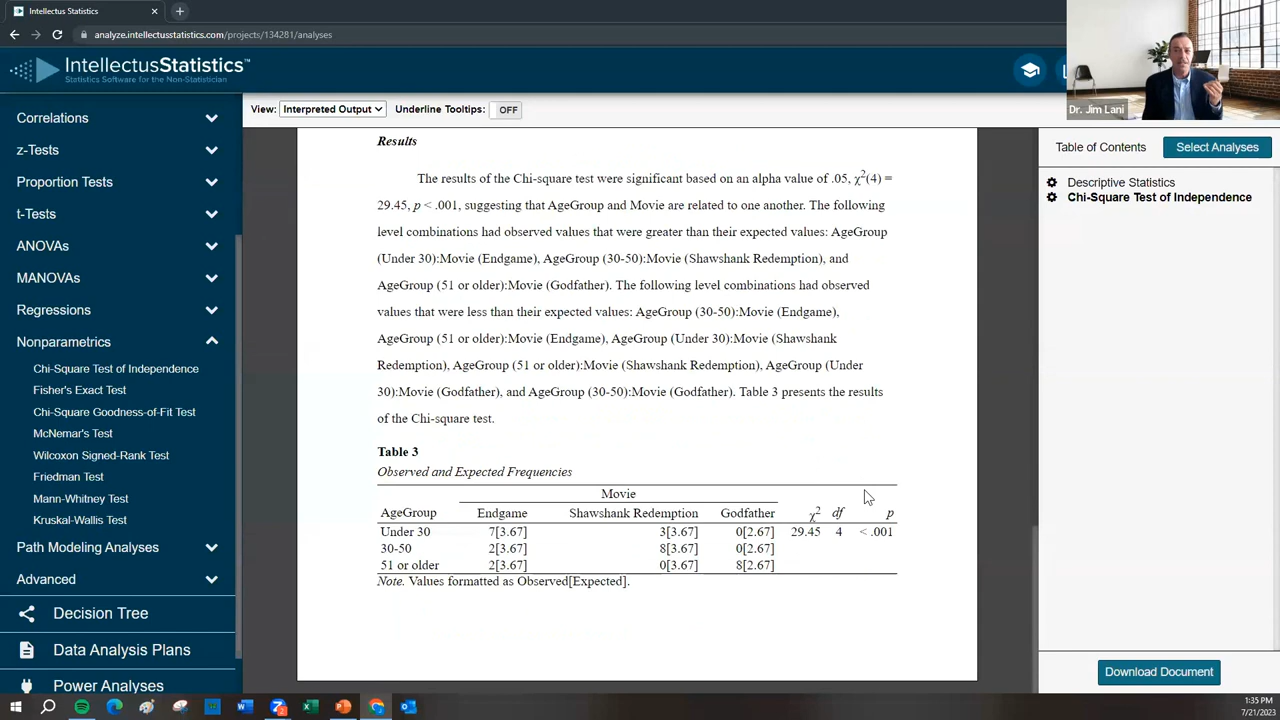 Intellectus Statistics
analyze.intellectusstatistics.com/projects/134281/analyses
IntellectusStatistics™
Statistics Software for the Non-Statistician
Dr. Jim Lani
Correlations
z-Tests
Proportion Tests
t-Tests
ANOVAs
MANOVAs
Regressions
Nonparametrics
Chi-Square Test of Independence
Fisher's Exact Test
Chi-Square Goodness-of-Fit Test
McNemar's Test
Wilcoxon Signed-Rank Test
Friedman Test
Mann-Whitney Test
Kruskal-Wallis Test
Path Modeling Analyses
Advanced
Decision Tree
Data Analysis Plans
Power Analyses
View: Interpreted Output Underline Tooltips: OFF
Results
The results of the Chi-square test were significant based on an alpha value of .05, χ²(4) =
29.45, p < .001, suggesting that AgeGroup and Movie are related to one another. The following
level combinations had observed values that were greater than their expected values: AgeGroup
(Under 30):Movie (Endgame), AgeGroup (30-50):Movie (Shawshank Redemption), and
AgeGroup (51 or older):Movie (Godfather). The following level combinations had observed
values that were less than their expected values: AgeGroup (30-50):Movie (Endgame),
AgeGroup (51 or older):Movie (Endgame), AgeGroup (Under 30):Movie (Shawshank
Redemption), AgeGroup (51 or older):Movie (Shawshank Redemption), AgeGroup (Under
30):Movie (Godfather), and AgeGroup (30-50):Movie (Godfather). Table 3 presents the results
of the Chi-square test.
Table 3
Observed and Expected Frequencies
Movie
AgeGroup Endgame Shawshank Redemption Godfather χ² df p
Under 30 7[3.67] 3[3.67] 0[2.67] 29.45 4 < .001
30-50 2[3.67] 8[3.67] 0[2.67]
51 or older 2[3.67] 0[3.67] 8[2.67]
Note. Values formatted as Observed[Expected].
Table of Contents Select Analyses
Descriptive Statistics
Chi-Square Test of Independence
Download Document
1:35 PM
7/21/2023